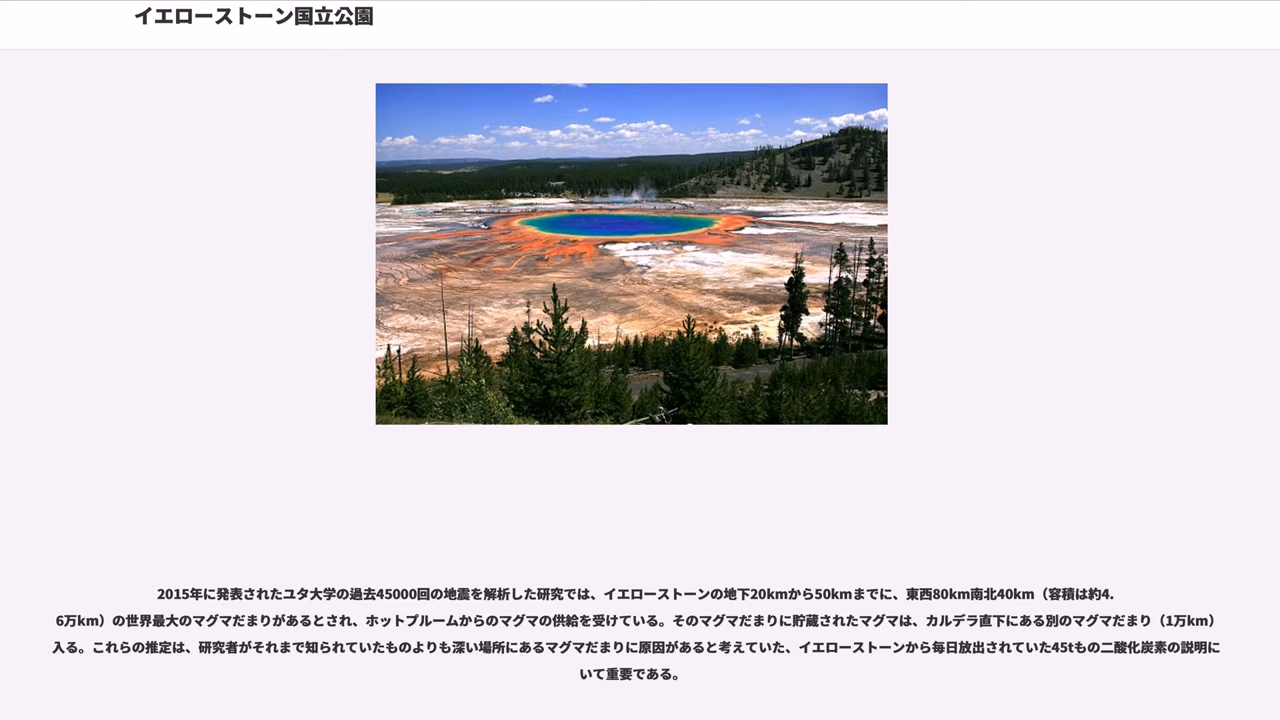 イエローストーン国立公園
2015年に発表されたユタ大学の過去45000回の地震を解析した研究では、イエローストーンの地下20kmから50kmまでに、東西80km南北40km（容積は約4.
6万km）の世界最大のマグマだまりがあるとされ、ホットプルームからのマグマの供給を受けている。そのマグマだまりに貯蔵されたマグマは、カルデラ直下にある別のマグマだまり（1万km）
入る。これらの推定は、研究者がそれまで知られていたものよりも深い場所にあるマグマだまりに原因があると考えていた、イエローストーンから毎日放出されていた45tもの二酸化炭素の説明に
いて重要である。